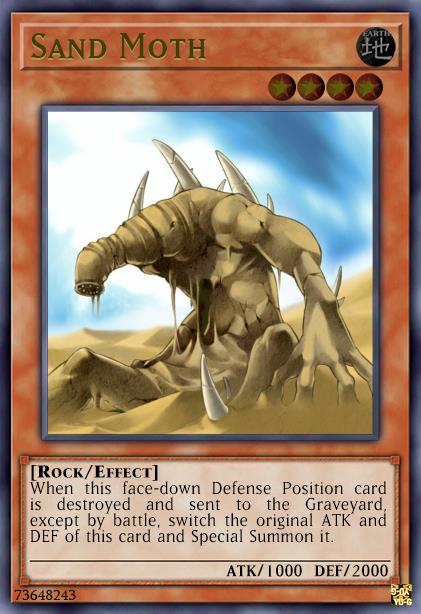 SAND MOTH
EARTH
地
[ROCK/EFFECT]
When this face-down Defense Position card
is destroyed and sent to the Graveyard,
except by battle, switch the original ATK and
DEF of this card and Special Summon it.
ATK/1000 DEF/2000
73648243